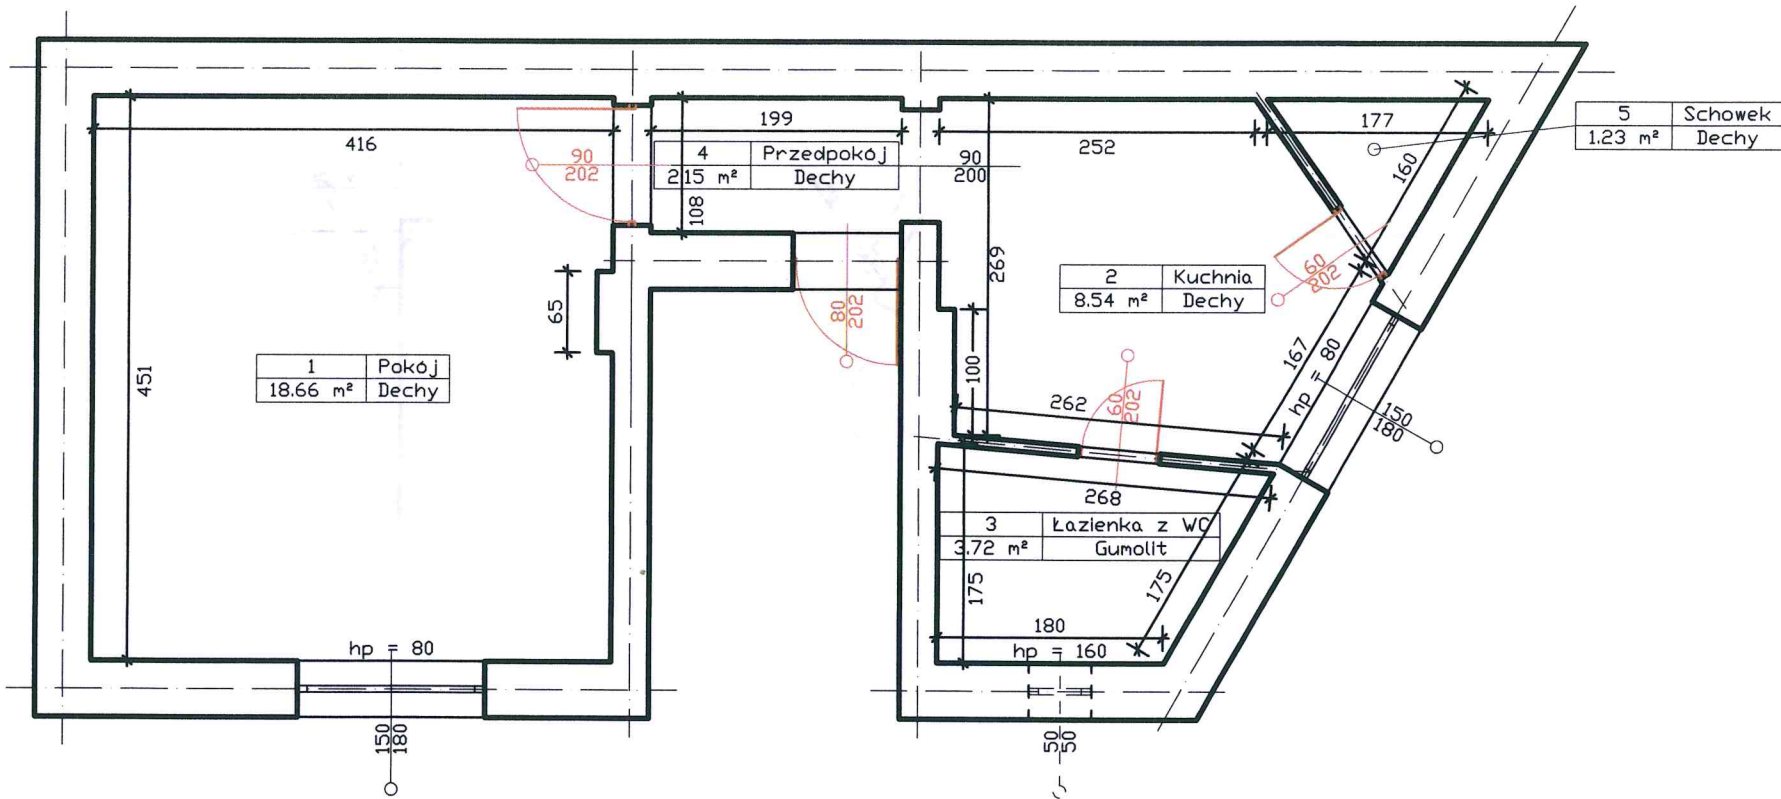 5 Schowek
1.23 m² Dechy
416
199
252
177
160
90
202
4 Przedpokój
2.15 m² Dechy
90
200
108
269
2 Kuchnia
8.54 m² Dechy
60
202
65
80
202
451
1 Pokój
18.66 m² Dechy
100
167
hp = 80
150
180
262
60
202
268
3 Łazienka z WC
3.72 m² Gumolit
175
175
180
hp = 160
hp = 80
150
180
50
50